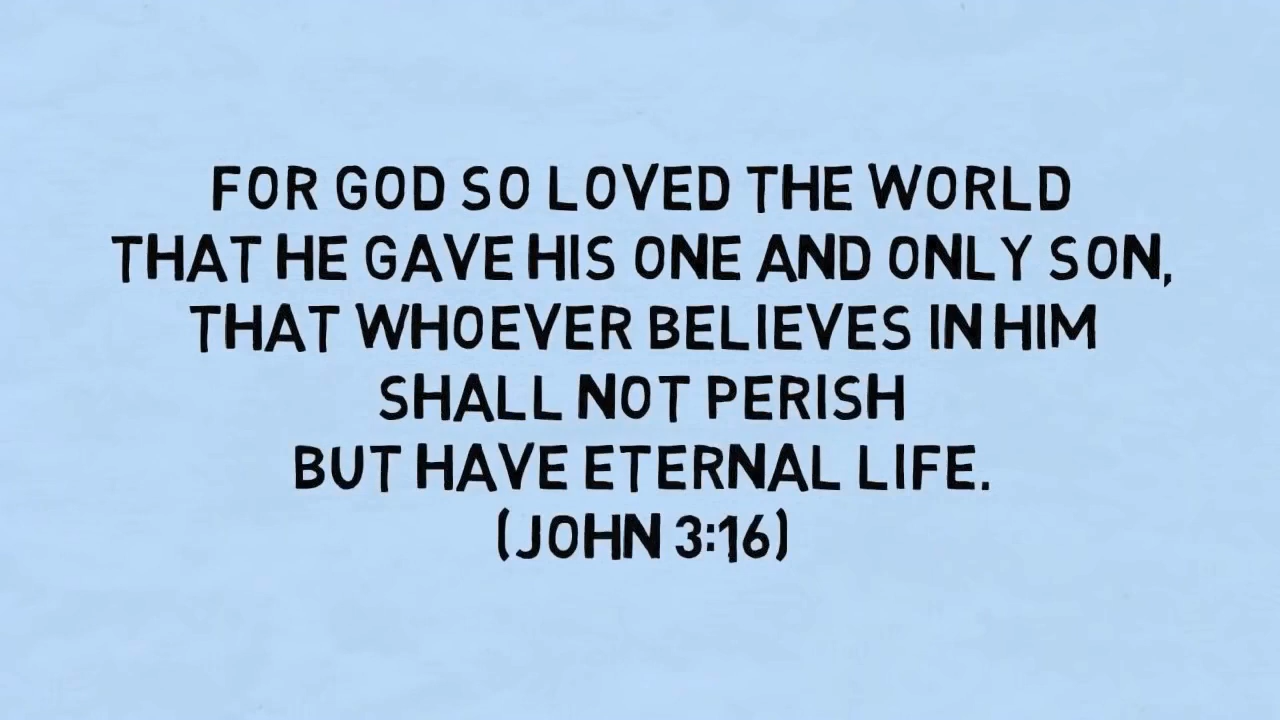 FOR GOD SO LOVED THE WORLD
THAT HE GAVE HIS ONE AND ONLY SON,
THAT WHOEVER BELIEVES IN HIM
SHALL NOT PERISH
BUT HAVE ETERNAL LIFE.
(JOHN 3:16)